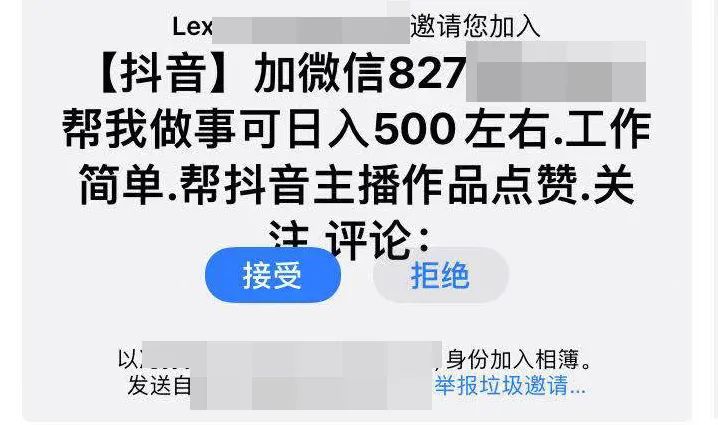 Lex 邀请您加入
【抖音】加微信827
帮我做事可日入500左右.工作
简单.帮抖音主播作品点赞.关
注 评论：
接受 拒绝
以 ,身份加入相簿。
发送自 举报垃圾邀请...